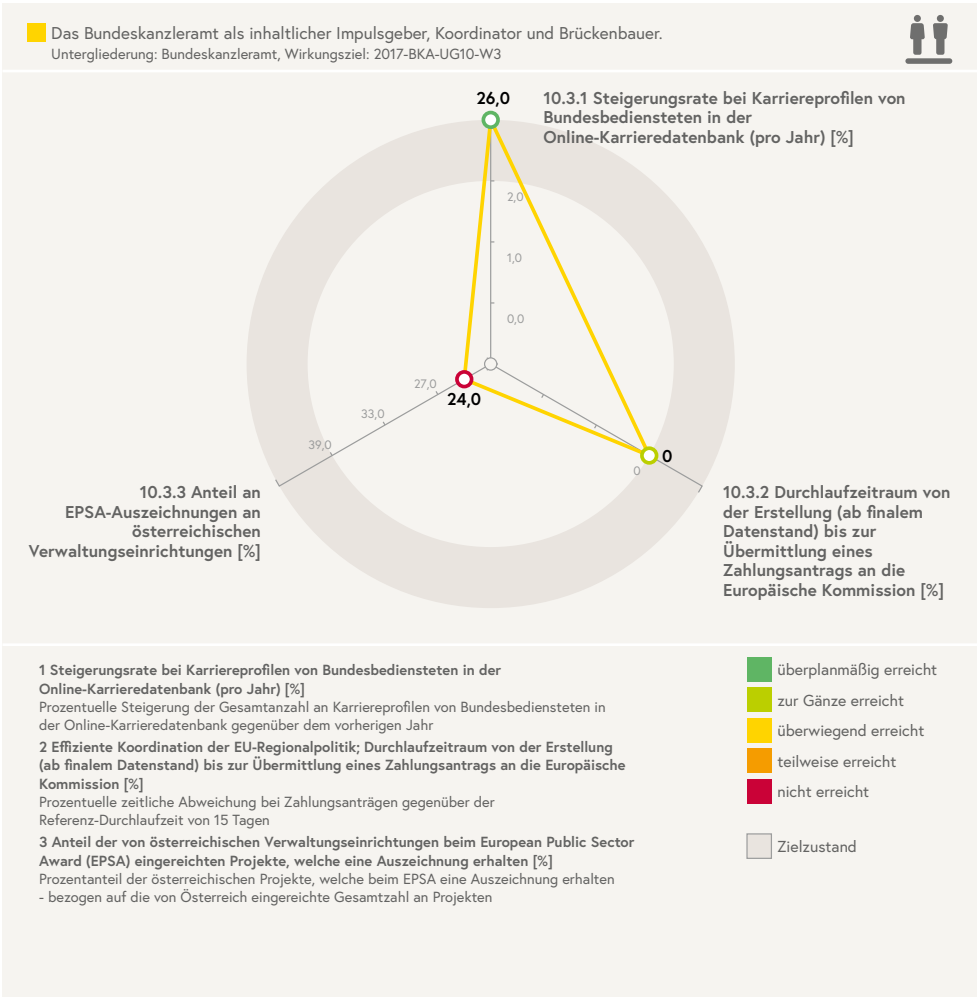 Das Bundeskanzleramt als inhaltlicher Impulsgeber, Koordinator und Brückenbauer.
Untergliederung: Bundeskanzleramt, Wirkungsziel: 2017-BKA-UG10-W3
26,0
10.3.1 Steigerungsrate bei Karriereprofilen von
Bundesbediensteten in der
Online-Karrieredatenbank (pro Jahr) [%]
2,0
1,0
0,0
27,0
24,0
33,0
39,0
0
0
10.3.3 Anteil an
EPSA-Auszeichnungen an
österreichischen
Verwaltungseinrichtungen [%]
10.3.2 Durchlaufzeitraum von
der Erstellung (ab finalem
Datenstand) bis zur
Übermittlung eines
Zahlungsantrags an die
Europäische Kommission [%]
1 Steigerungsrate bei Karriereprofilen von Bundesbediensteten in der
Online-Karrieredatenbank (pro Jahr) [%]
Prozentuelle Steigerung der Gesamtanzahl an Karriereprofilen von Bundesbediensteten in
der Online-Karrieredatenbank gegenüber dem vorherigen Jahr
2 Effiziente Koordination der EU-Regionalpolitik; Durchlaufzeitraum von der Erstellung
(ab finalem Datenstand) bis zur Übermittlung eines Zahlungsantrags an die Europäische
Kommission [%]
Prozentuelle zeitliche Abweichung bei Zahlungsanträgen gegenüber der
Referenz-Durchlaufzeit von 15 Tagen
3 Anteil der von österreichischen Verwaltungseinrichtungen beim European Public Sector
Award (EPSA) eingereichten Projekte, welche eine Auszeichnung erhalten [%]
Prozentanteil der österreichischen Projekte, welche beim EPSA eine Auszeichnung erhalten
- bezogen auf die von Österreich eingereichte Gesamtzahl an Projekten
überplanmäßig erreicht
zur Gänze erreicht
überwiegend erreicht
teilweise erreicht
nicht erreicht
Zielzustand